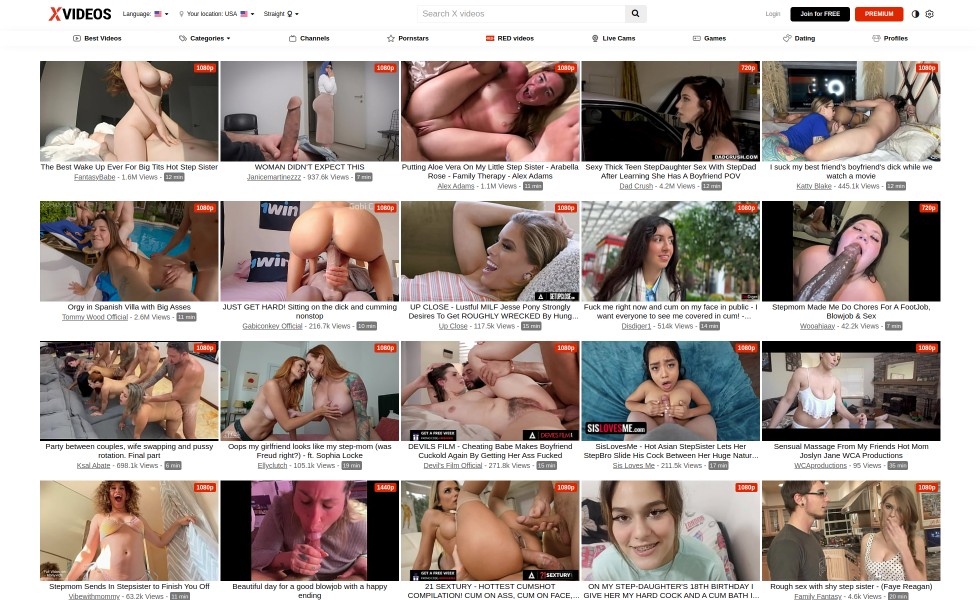 XVIDEOS
Language:
Your location: USA
Straight
Search X videos
Login
Join for FREE
PREMIUM
Best Videos
Categories
Channels
Pornstars
RED videos
Live Cams
Games
Dating
Profiles
1080p
1080p
1080p
720p
1080p
DADCRUSH.COM
The Best Wake Up Ever For Big Tits Hot Step Sister
FantasyBabe - 1.6M Views - 12 min
WOMAN DIDN'T EXPECT THIS
Janicemartinezzz - 937.6k Views - 7 min
Putting Aloe Vera On My Little Step Sister - Arabella
Rose - Family Therapy - Alex Adams
Alex Adams - 1.1M Views - 11 min
Sexy Thick Teen StepDaughter Sex With StepDad
After Learning She Has A Boyfriend POV
Dad Crush - 4.2M Views - 12 min
I suck my best friend's boyfriend's dick while we
watch a movie
Katty Blake - 445.1k Views - 12 min
1080p
1080p
1080p
1080p
720p
1win
1win
Orgy in Spanish Villa with Big Asses
Tommy Wood Official - 2.6M Views - 11 min
JUST GET HARD! Sitting on the dick and cumming
nonstop
Gabiconkey Official - 216.7k Views - 10 min
UP CLOSE - Lustful MILF Jesse Pony Strongly
Desires To Get ROUGHLY WRECKED By Hung...
Up Close - 117.5k Views - 15 min
Fuck me right now and cum on my face in public - I
want everyone to see me covered in cum! -...
Disdiger1 - 514k Views - 14 min
Stepmom Made Me Do Chores For A FootJob,
Blowjob & Sex
Wooahiaay - 42.2k Views - 7 min
1080p
1080p
1080p
1080p
1080p
GET A FREE WEEK
DEVILS FILM
SISLOVESME.com
Party between couples, wife swapping and pussy
rotation. Final part
Ksal Abate - 698.1k Views - 6 min
Oops my girlfriend looks like my step-mom (was
Freud right?) - ft. Sophia Locke
Ellyclutch - 105.1k Views - 19 min
DEVILS FILM - Cheating Babe Makes Boyfriend
Cuckold Again By Getting Her Ass Fucked
Devil's Film Official - 271.8k Views - 15 min
SisLovesMe - Hot Asian StepSister Lets Her
StepBro Slide His Cock Between Her Huge Natur...
Sis Loves Me - 211.5k Views - 17 min
Sensual Massage From My Friends Hot Mom
Joslyn Jane WCA Productions
WCAproductions - 95 Views - 35 min
1080p
1440p
1080p
1080p
1080p
GET A FREE WEEK
21SEXTURY
Stepmom Sends In Stepsister to Finish You Off
Vibewithmommy - 63.2k Views - 11 min
Beautiful day for a good blowjob with a happy
ending
21 SEXTURY - HOTTEST CUMSHOT
COMPILATION! CUM ON ASS, CUM ON FACE,...
ON MY STEP-DAUGHTER'S 18TH BIRTHDAY I
GIVE HER MY HARD COCK AND A CUM BATH I...
Rough sex with shy step sister - (Faye Reagan)
Family Fantasy - 4.6k Views - 20 min